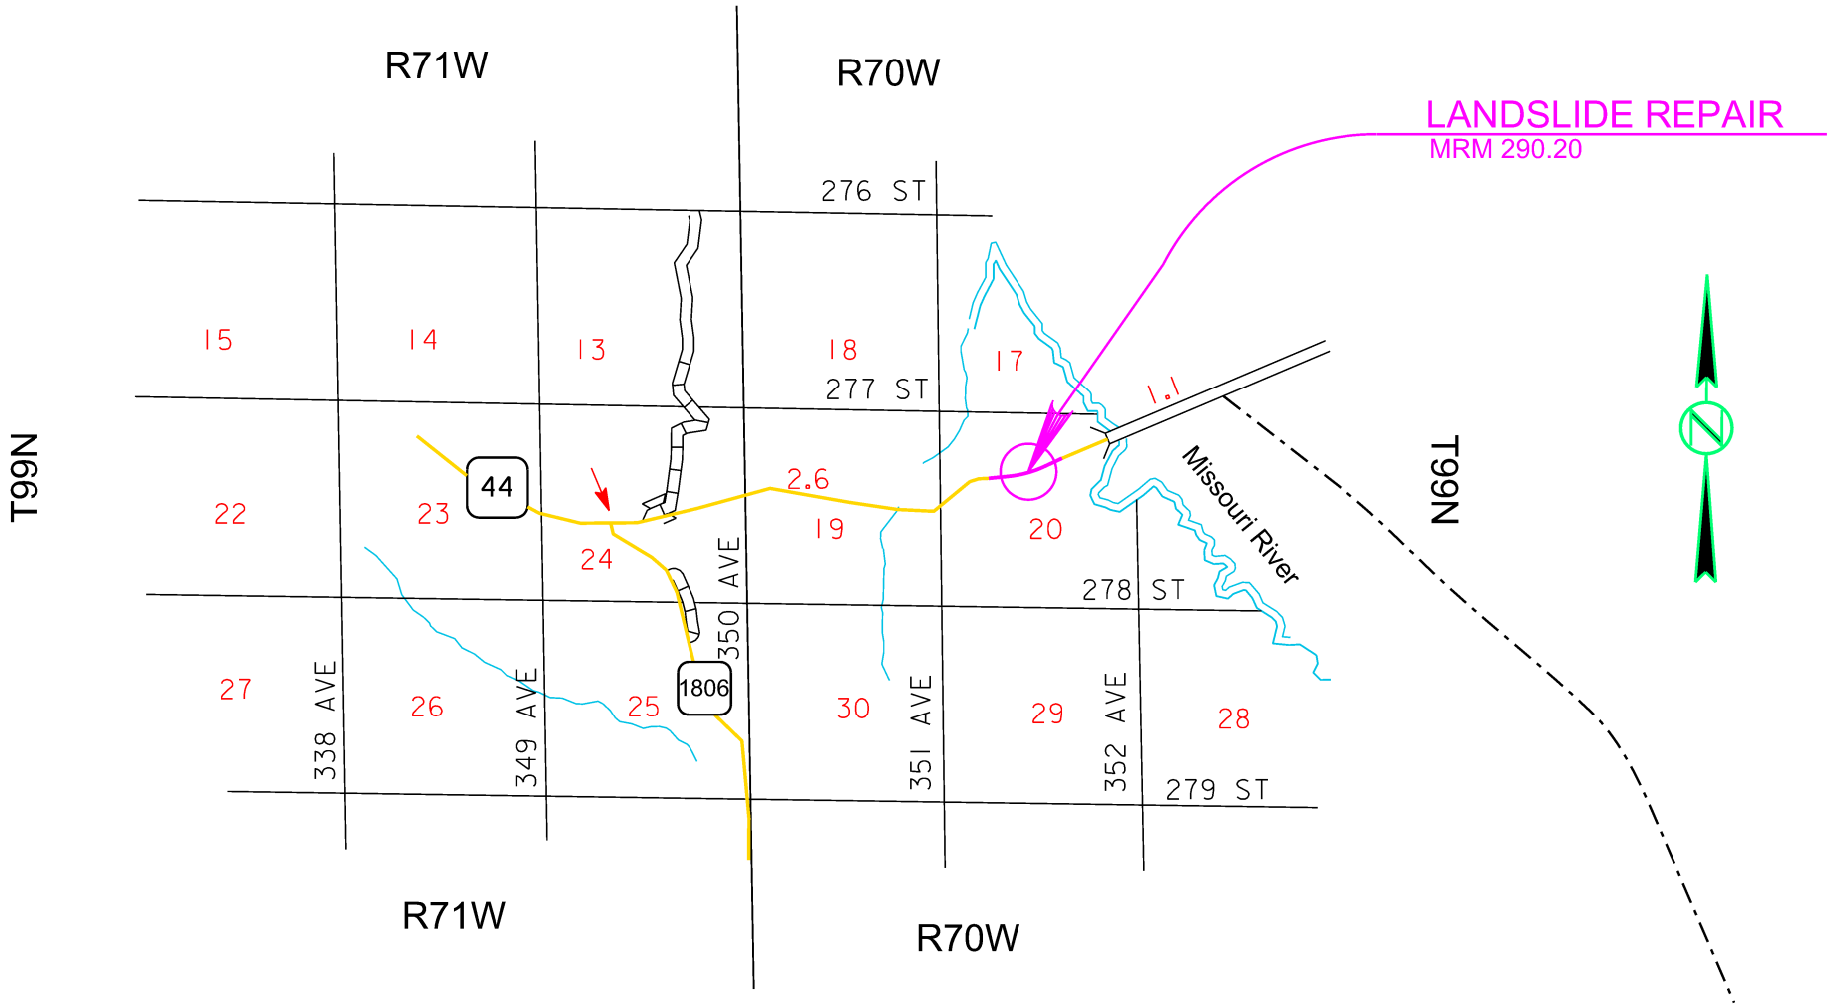 R71W
R70W
LANDSLIDE REPAIR
MRM 290.20
276 ST
15
14
13
18
17
277 ST
1.1
T99N
T99N
44
2.6
22
23
24
19
20
Missouri River
278 ST
350 AVE
338 AVE
349 AVE
351 AVE
352 AVE
27
26
25
1806
30
29
28
279 ST
R71W
R70W
N